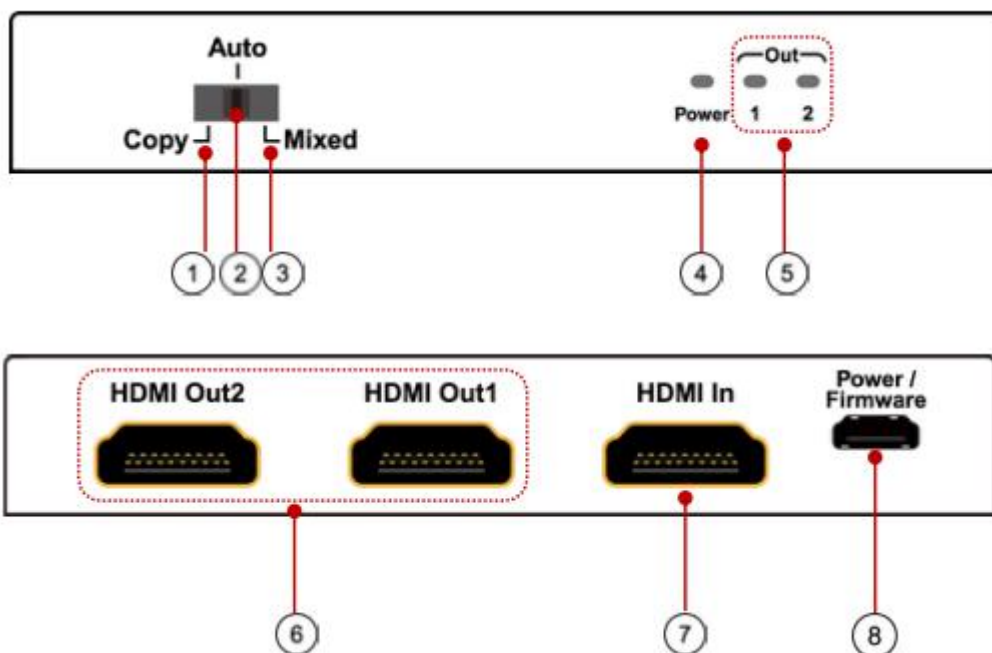 Auto
Out
Power 1 2
Copy Mixed
1 2 3 4 5
HDMI Out2 HDMI Out1 HDMI In Power /
Firmware
6 7 8